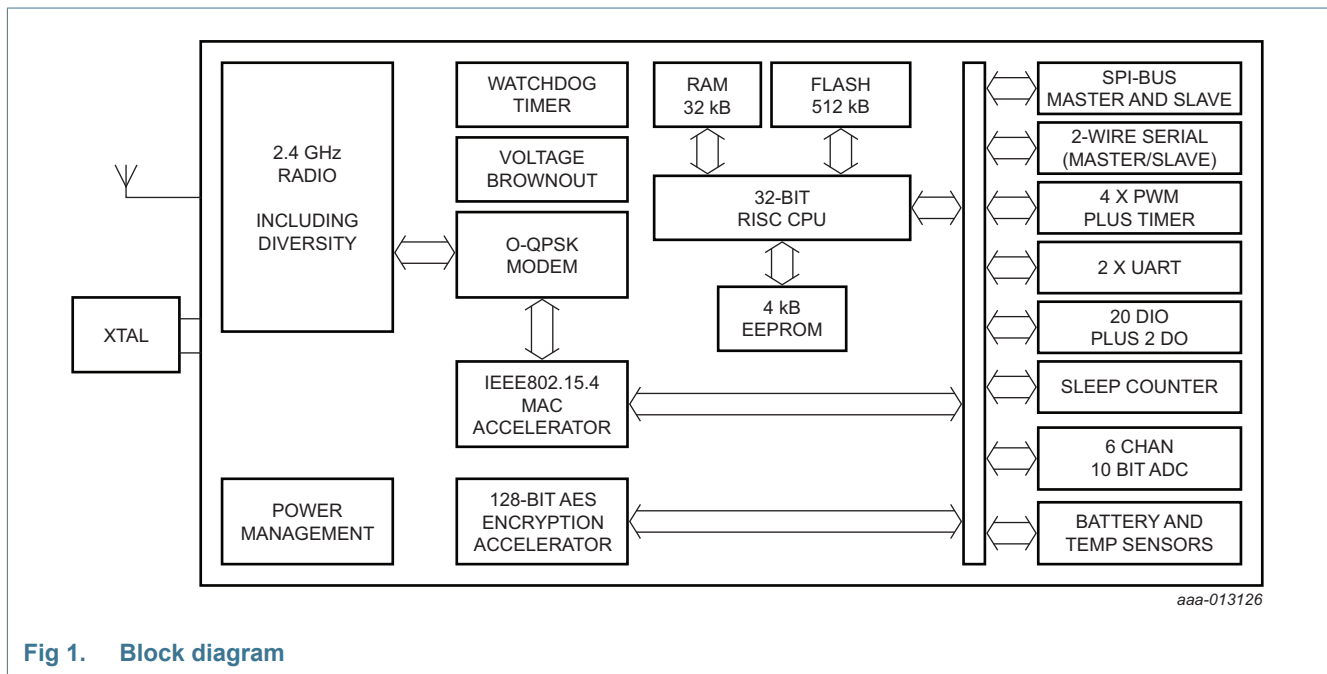 2.4 GHz
RADIO
INCLUDING
DIVERSITY
WATCHDOG
TIMER
VOLTAGE
BROWNOUT
O-QPSK
MODEM
IEEE802.15.4
MAC
ACCELERATOR
128-BIT AES
ENCRYPTION
ACCELERATOR
POWER
MANAGEMENT
XTAL
RAM
32 kB
FLASH
512 kB
32-BIT
RISC CPU
4 kB
EEPROM
SPI-BUS
MASTER AND SLAVE
2-WIRE SERIAL
(MASTER/SLAVE)
4 X PWM
PLUS TIMER
2 X UART
20 DIO
PLUS 2 DO
SLEEP COUNTER
6 CHAN
10 BIT ADC
BATTERY AND
TEMP SENSORS
aaa-013126
Fig 1. Block diagram